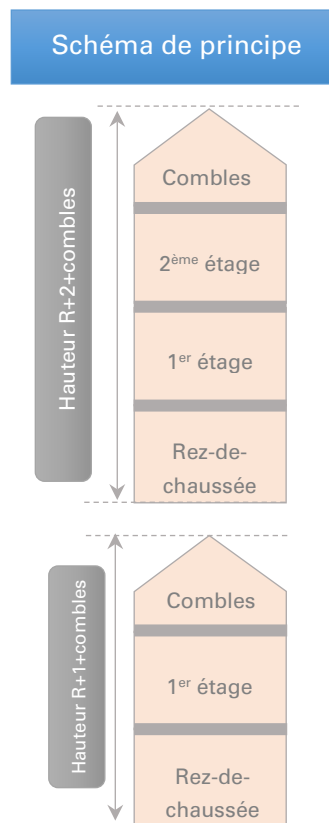 Schéma de principe
Hauteur R+2+combles
Combles
2ème étage
1er étage
Rez-de-
chaussée
Hauteur R+1+combles
Combles
1er étage
Rez-de-
chaussée